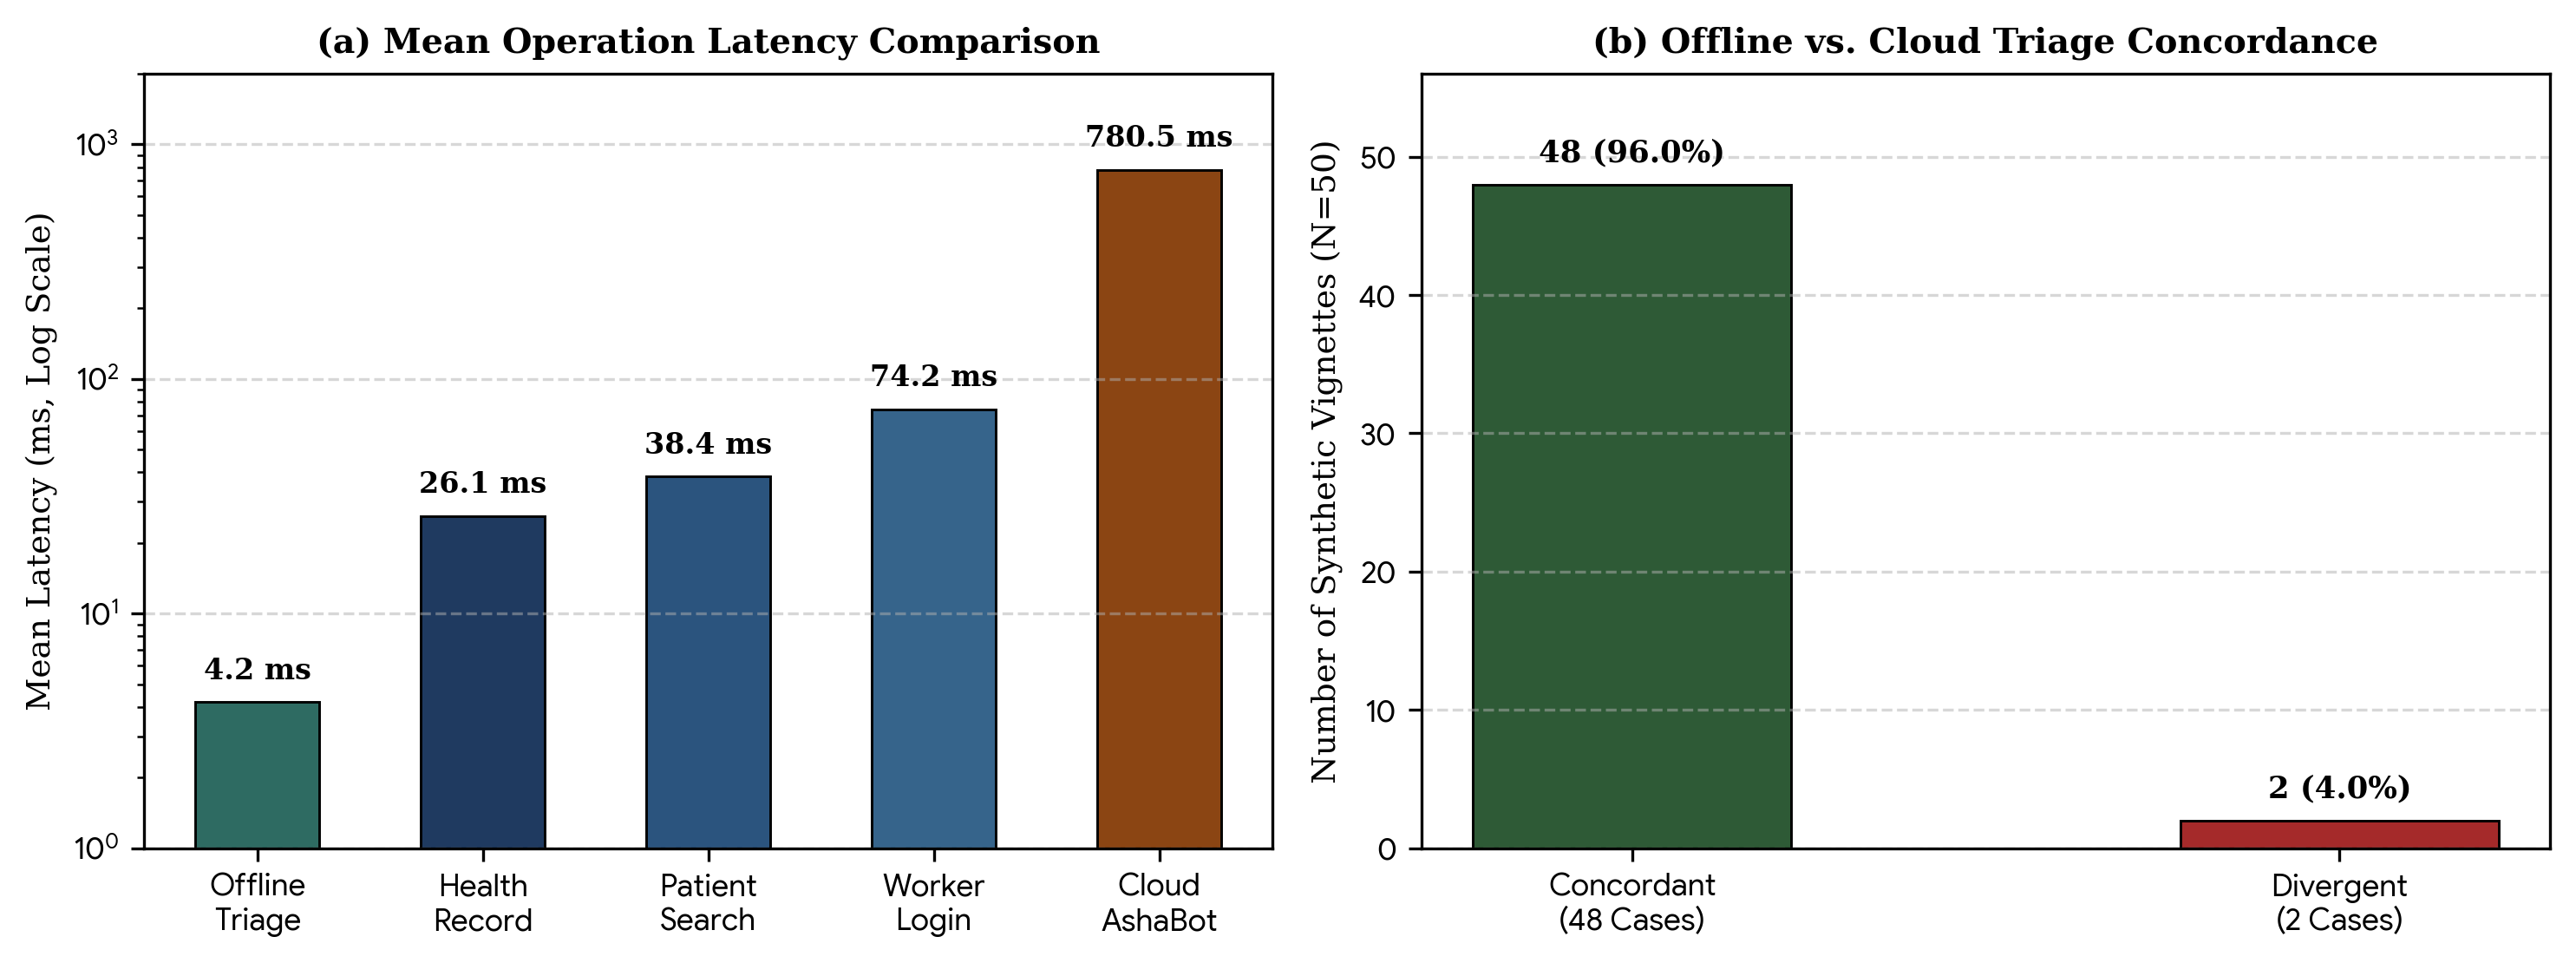 (a) Mean Operation Latency Comparison
Mean Latency (ms, Log Scale)
10³
10²
10¹
10⁰
4.2 ms
26.1 ms
38.4 ms
74.2 ms
780.5 ms
Offline
Triage
Health
Record
Patient
Search
Worker
Login
Cloud
AshaBot
(b) Offline vs. Cloud Triage Concordance
Number of Synthetic Vignettes (N=50)
50
40
30
20
10
0
48 (96.0%)
2 (4.0%)
Concordant
(48 Cases)
Divergent
(2 Cases)